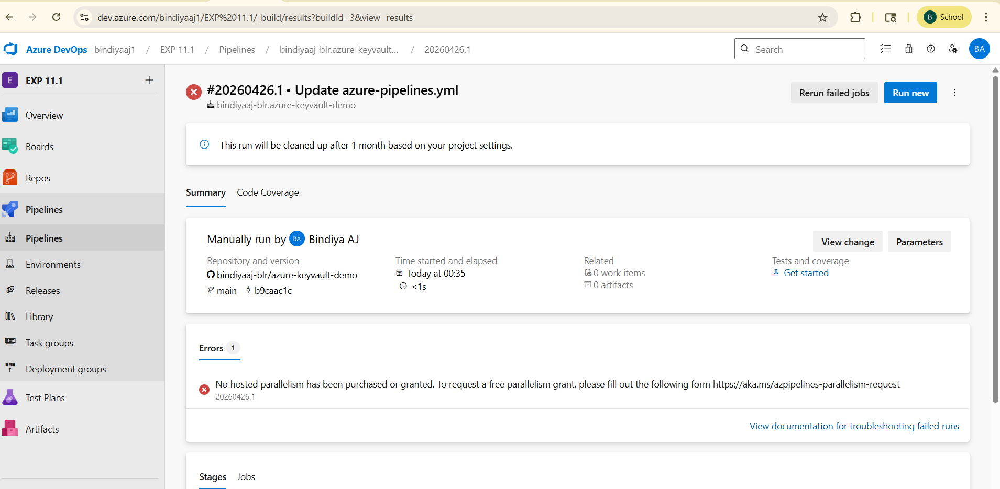 dev.azure.com/bindiyaaj1/EXP%2011.1/_build/results?buildId=3&view=results
B School
Azure DevOps bindiyaaj1 / EXP 11.1 / Pipelines / bindiyaaj-blr.azure-keyvault... / 20260426.1
Search
BA
E EXP 11.1
Overview
Boards
Repos
Pipelines
Pipelines
Environments
Releases
Library
Task groups
Deployment groups
Test Plans
Artifacts
#20260426.1 • Update azure-pipelines.yml
bindiyaaj-blr.azure-keyvault-demo
Rerun failed jobs
Run new
This run will be cleaned up after 1 month based on your project settings.
Summary Code Coverage
Manually run by BA Bindiya AJ
View change
Parameters
Repository and version
bindiyaaj-blr/azure-keyvault-demo
main b9caac1c
Time started and elapsed
Today at 00:35
<1s
Related
0 work items
0 artifacts
Tests and coverage
Get started
Errors 1
No hosted parallelism has been purchased or granted. To request a free parallelism grant, please fill out the following form https://aka.ms/azpipelines-parallelism-request
20260426.1
View documentation for troubleshooting failed runs
Stages Jobs